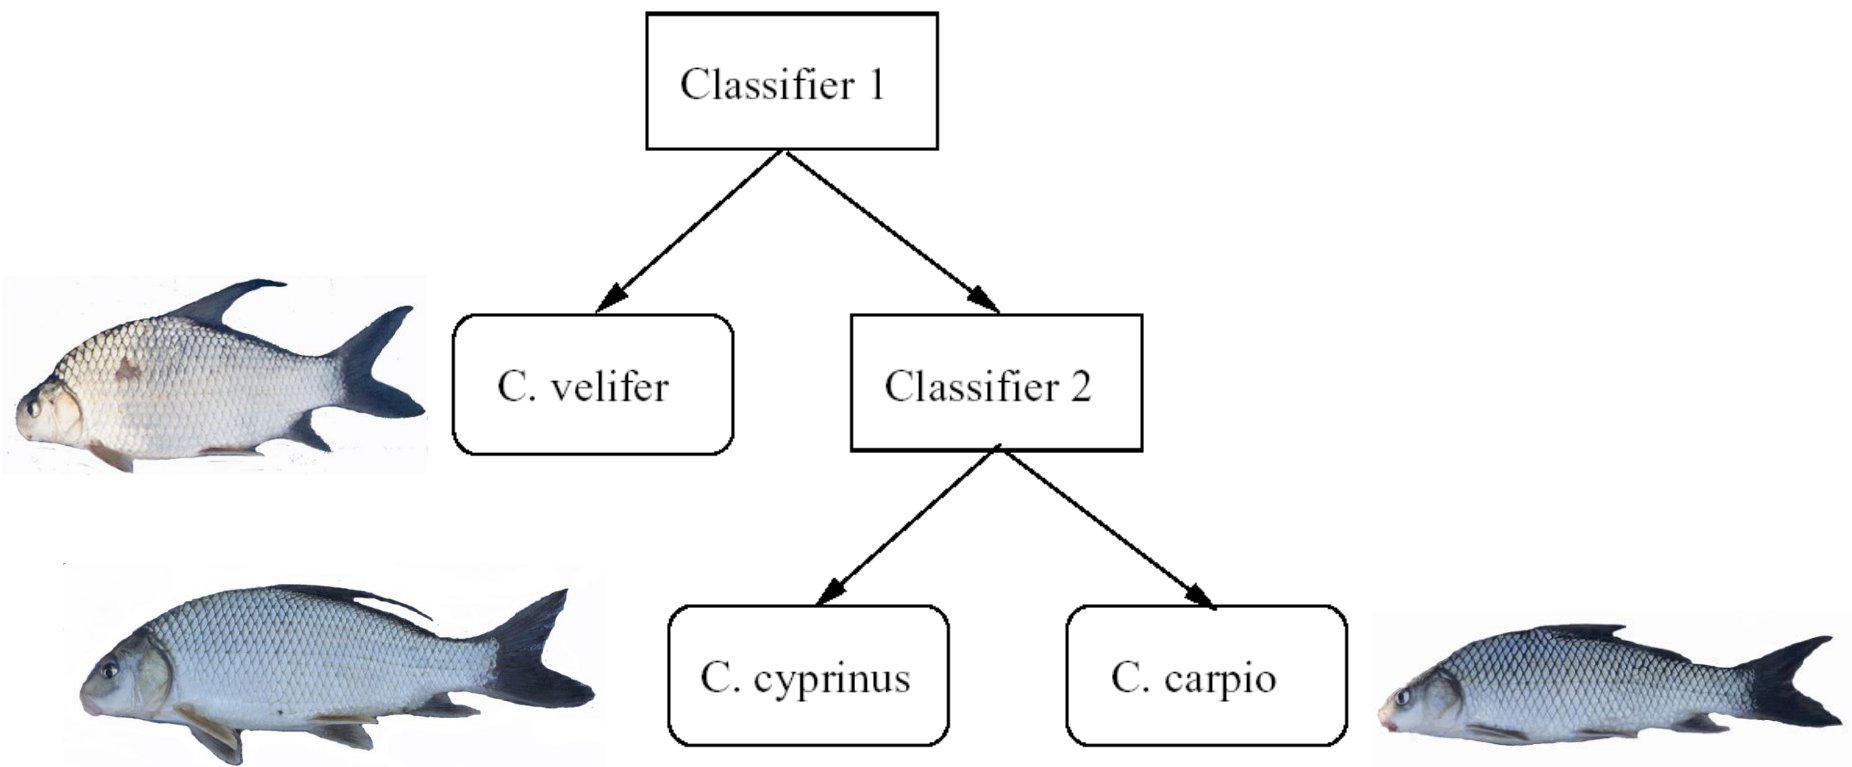 Classifier 1
C. velifer
Classifier 2
C. cyprinus
C. carpio